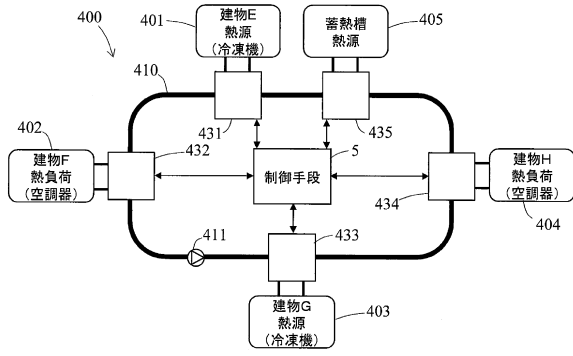 400
401
建物E
熱源
(冷凍機)
蓄熱槽
熱源
405
410
431
435
402
建物F
熱負荷
(空調器)
432
5
制御手段
建物H
熱負荷
(空調器)
434
404
411
433
建物G
熱源
(冷凍機)
403